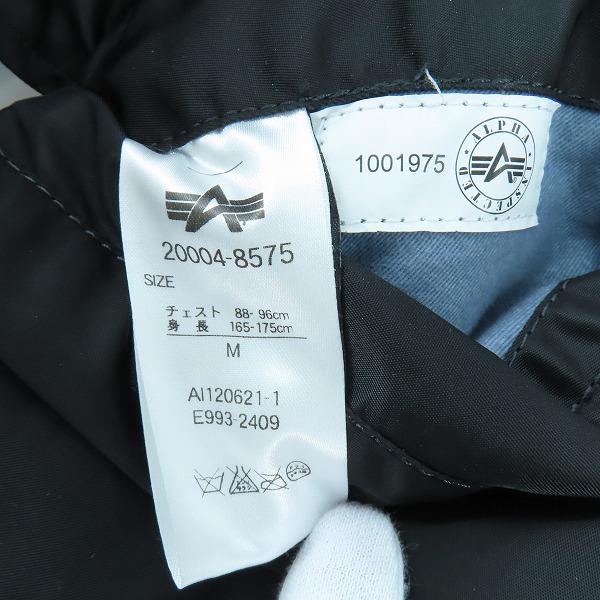 20004-8575
SIZE
チェスト 88-96cm
身 長 165-175cm
M
AI120621-1
E993-2409
1001975
ALPHA
INSPECTED